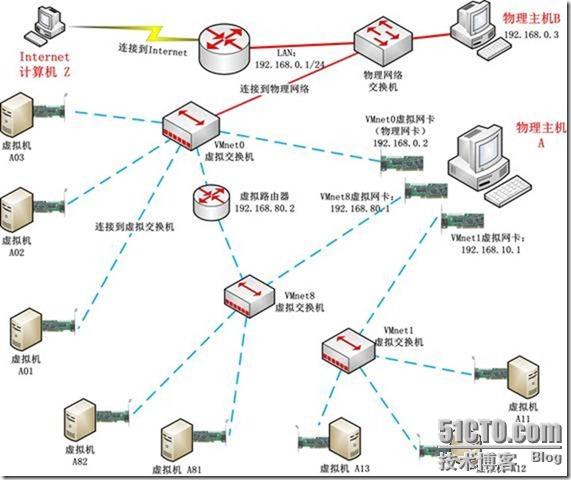 Internet
计算机 Z
连接到Internet
LAN:
192.168.0.1/24
物理网络
交换机
物理主机B
192.168.0.3
连接到物理网络
虚拟机
A03
VMnet0
虚拟交换机
VMnet0虚拟网卡
(物理网卡)
192.168.0.2
物理主机
A
虚拟机
A02
虚拟路由器
192.168.80.2
VMnet8虚拟网卡:
192.168.80.1
连接到虚拟交换机
VMnet1虚拟网卡:
192.168.10.1
VMnet8
虚拟交换机
虚拟机
A01
VMnet1
虚拟交换机
虚拟机
A11
虚拟机
A82
虚拟机 A81
虚拟机 A13
虚拟机 A12
51CTO.com
技术博客 Blog